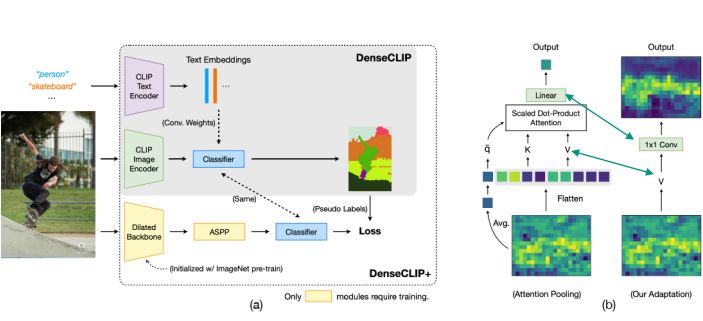 "person"
"skateboard"
...
CLIP
Text
Encoder
Text Embeddings
...
DenseCLIP
(Conv. Weights)
CLIP
Image
Encoder
Classifier
(Same)
(Pseudo Labels)
Dilated
Backbone
ASPP
Classifier
Loss
(Initialized w/ ImageNet pre-train)
DenseCLIP+
(a)
Only modules require training.
Output
Linear
Scaled Dot-Product
Attention
q̄
K
V
Flatten
Avg.
(Attention Pooling)
Output
1x1 Conv
V
(Our Adaptation)
(b)